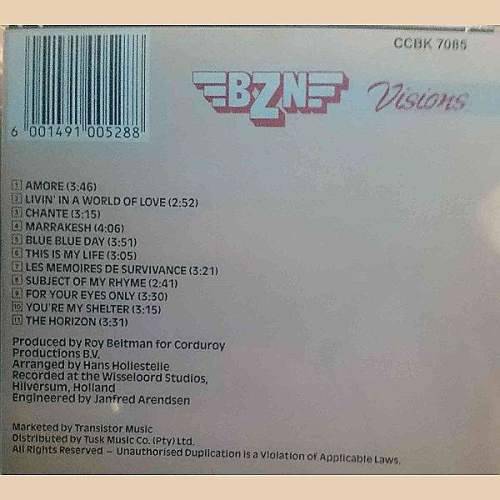 CCBK 7085
BZN Visions
6 001491 005288
1 AMORE (3:46)
2 LIVIN' IN A WORLD OF LOVE (2:52)
3 CHANTE (3:15)
4 MARRAKESH (4:06)
5 BLUE BLUE DAY (3:51)
6 THIS IS MY LIFE (3:05)
7 LES MEMOIRES DE SURVIVANCE (3:21)
8 SUBJECT OF MY RHYME (2:41)
9 FOR YOUR EYES ONLY (3:30)
10 YOU'RE MY SHELTER (3:15)
11 THE HORIZON (3:31)
Produced by Roy Beltman for Corduroy
Productions B.V.
Arranged by Hans Hollestelle
Recorded at the Wisseloord Studios,
Hilversum, Holland
Engineered by Janfred Arendsen
Marketed by Transistor Music
Distributed by Tusk Music Co. (Pty) Ltd.
All Rights Reserved – Unauthorised Duplication is a Violation of Applicable Laws.